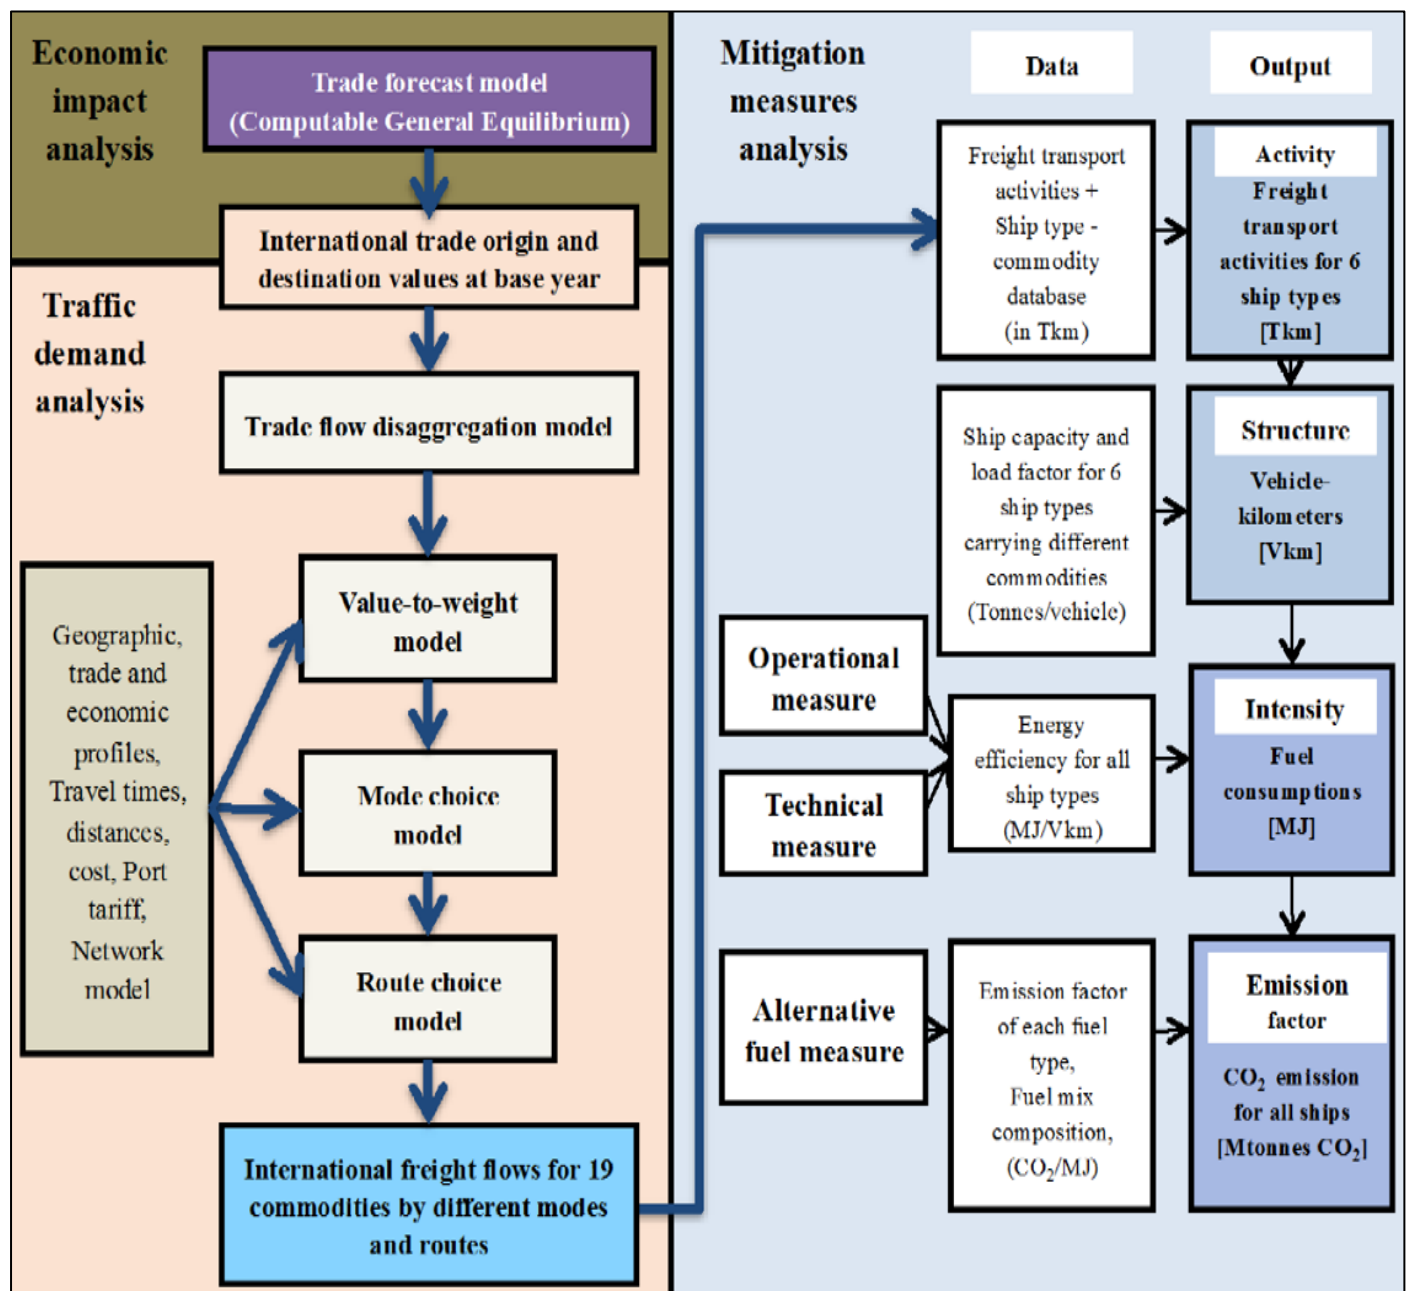 Economic
impact
analysis
Trade forecast model
(Computable General Equilibrium)
International trade origin and
destination values at base year
Traffic
demand
analysis
Trade flow disaggregation model
Value-to-weight
model
Geographic,
trade and
economic
profiles,
Travel times,
distances,
cost, Port
tariff,
Network
model
Mode choice
model
Route choice
model
International freight flows for 19
commodities by different modes
and routes
Mitigation
measures
analysis
Data
Output
Freight transport
activities +
Ship type -
commodity
database
(in Tkm)
Activity
Freight
transport
activities for 6
ship types
[Tkm]
Ship capacity and
load factor for 6
ship types
carrying different
commodities
(Tonnes/vehicle)
Structure
Vehicle-
kilometers
[Vkm]
Operational
measure
Technical
measure
Energy
efficiency for all
ship types
(MJ/Vkm)
Intensity
Fuel
consumptions
[MJ]
Alternative
fuel measure
Emission factor
of each fuel
type,
Fuel mix
composition,
(CO₂/MJ)
Emission
factor
CO₂ emission
for all ships
[Mtonnes CO₂]